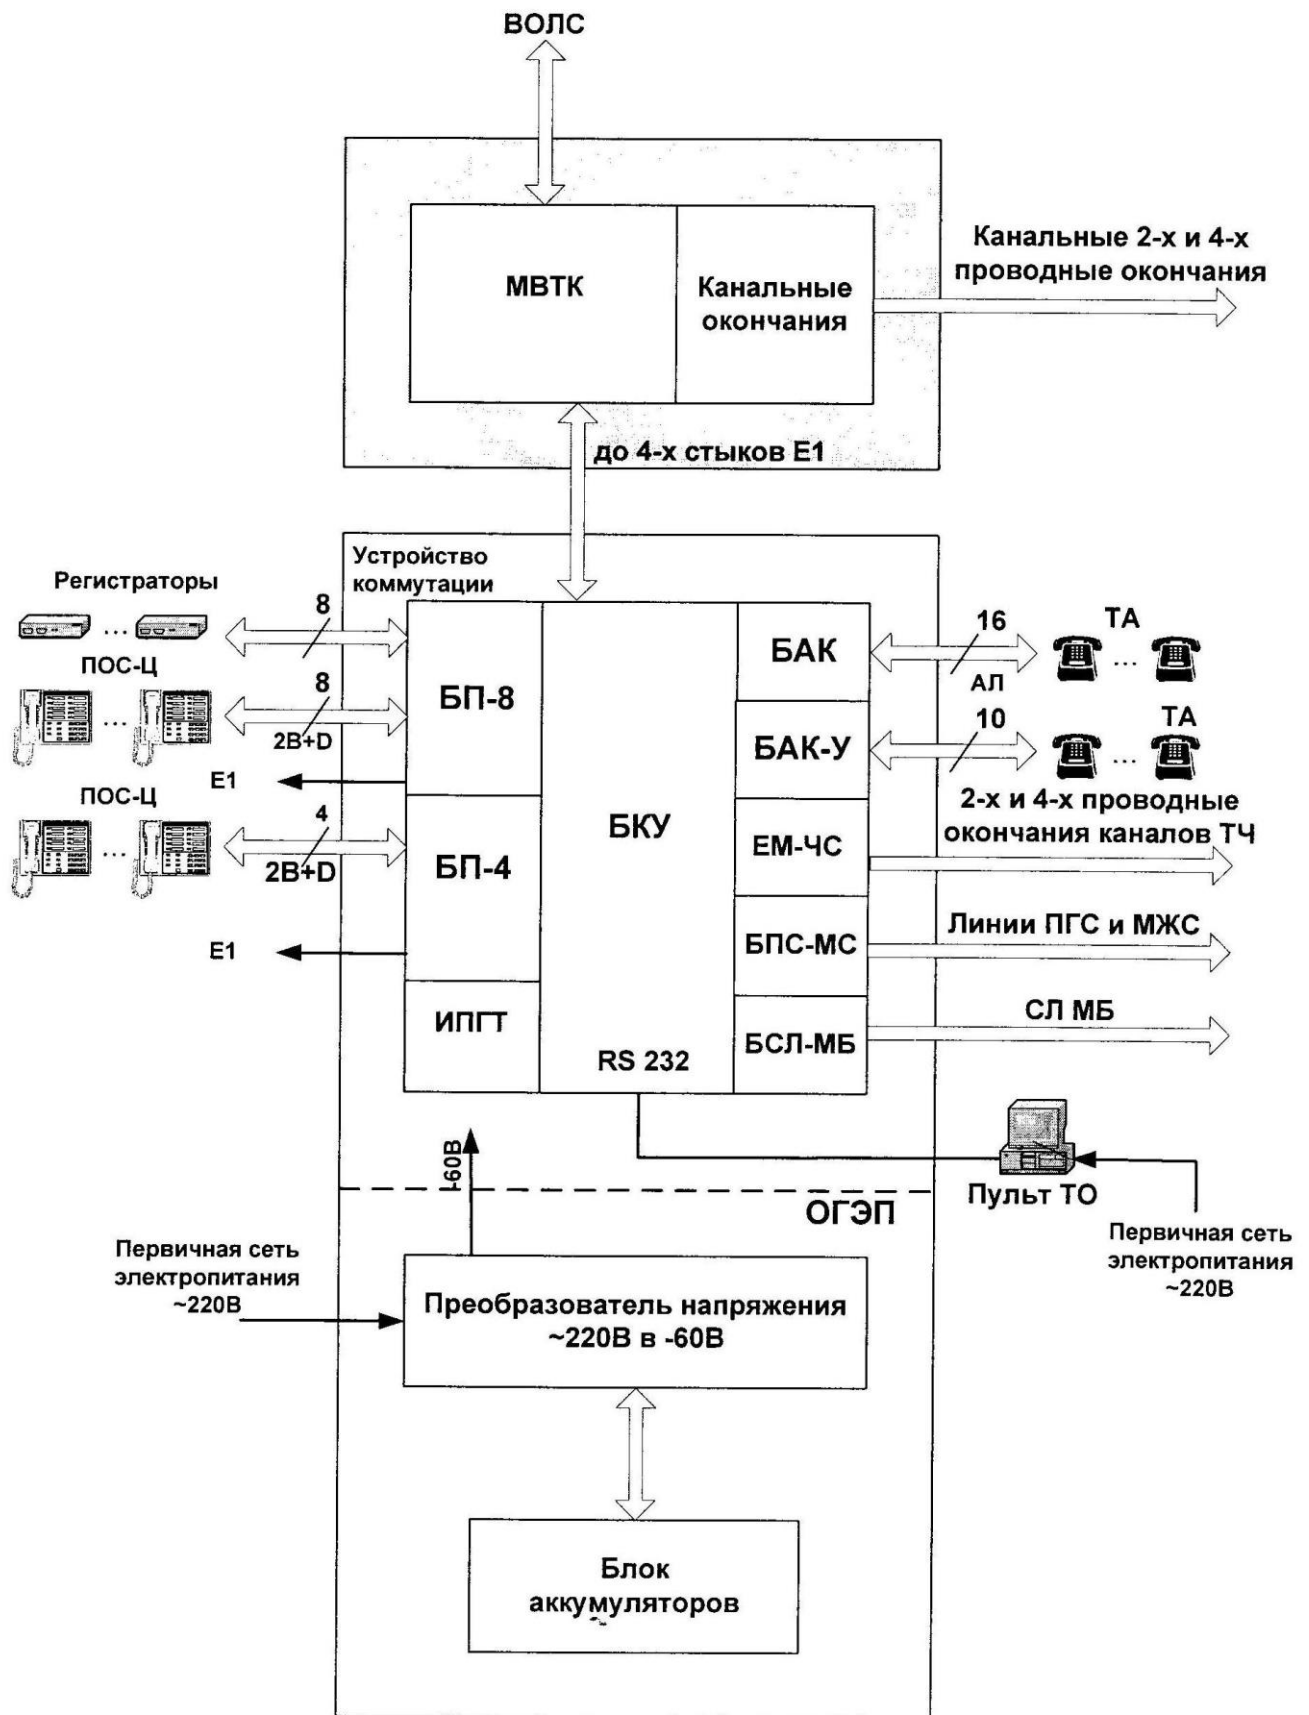 ВОЛС
МВТК
Канальные
окончания
Канальные 2-х и 4-х
проводные окончания
до 4-х стыков Е1
Устройство
коммутации
Регистраторы
8
ПОС-Ц
8
2B+D
E1
ПОС-Ц
4
2B+D
E1
БП-8
БП-4
ИПГТ
БКУ
RS 232
БАК
БАК-У
ЕМ-ЧС
БПС-МС
БСЛ-МБ
16
ТА
АЛ
10
ТА
2-х и 4-х проводные
окончания каналов ТЧ
Линии ПГС и МЖС
СЛ МБ
-60В
Пульт ТО
ОГЭП
Первичная сеть
электропитания
~220В
Первичная сеть
электропитания
~220В
Преобразователь напряжения
~220В в -60В
Блок
аккумуляторов